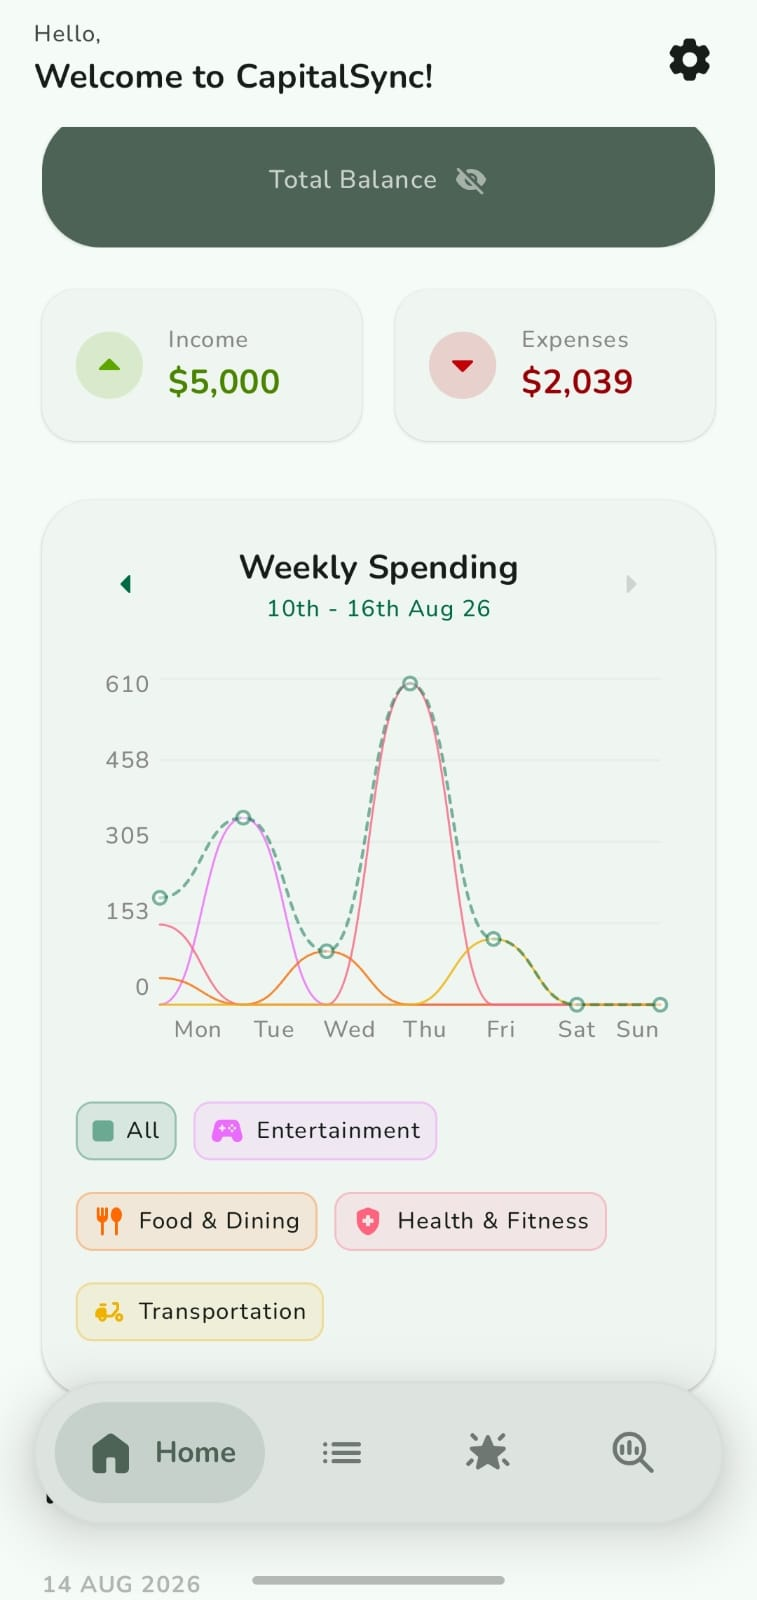 Hello,
Welcome to CapitalSync!
Total Balance
Income
$5,000
Expenses
$2,039
Weekly Spending
10th - 16th Aug 26
610
458
305
153
0
Mon Tue Wed Thu Fri Sat Sun
All
Entertainment
Food & Dining
Health & Fitness
Transportation
Home
14 AUG 2026